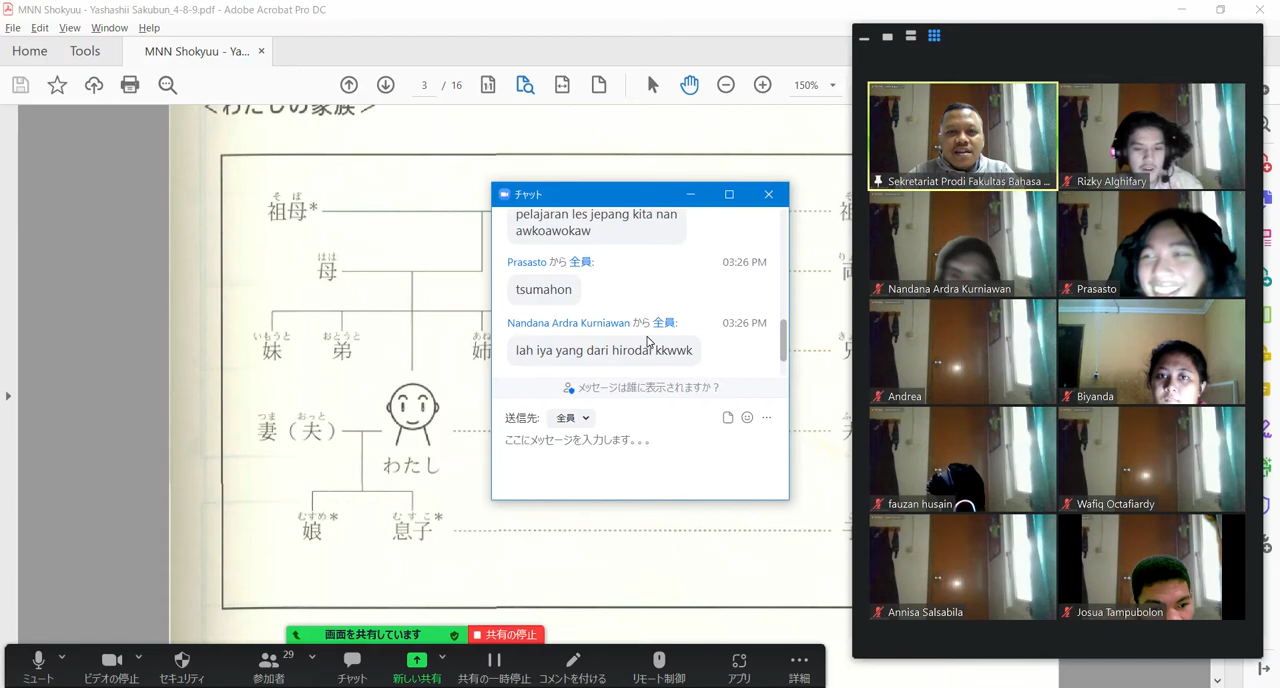 MNN Shokyuu - Yashashii Sakubun_4-8-9.pdf - Adobe Acrobat Pro DC
File Edit View Window Help
Home Tools MNN Shokyuu - Ya... ×
3 / 16 150%
<わたしの家族>
そ ぼ
祖母*
はは
母
いもうと おとうと あね
妹 弟 姉
つま おっと
妻（夫）
わたし
むすめ む す こ
娘* 息子*
チャット
pelajaran les jepang kita nan
awkoawokaw
Prasasto から 全員: 03:26 PM
tsumahon
Nandana Ardra Kurniawan から 全員: 03:26 PM
lah iya yang dari hirodai kkwwk
メッセージは誰に表示されますか？
送信先: 全員
ここにメッセージを入力します。。。
Sekretariat Prodi Fakultas Bahasa ...
Rizky Alghifary
Nandana Ardra Kurniawan
Prasasto
Andrea
Biyanda
fauzan husain
Wafiq Octafiardy
Annisa Salsabila
Josua Tampubolon
画面を共有しています 共有の停止
29
ミュート ビデオの停止 セキュリティ 参加者 チャット 新しい共有 共有の一時停止 コメントを付ける リモート制御 アプリ 詳細